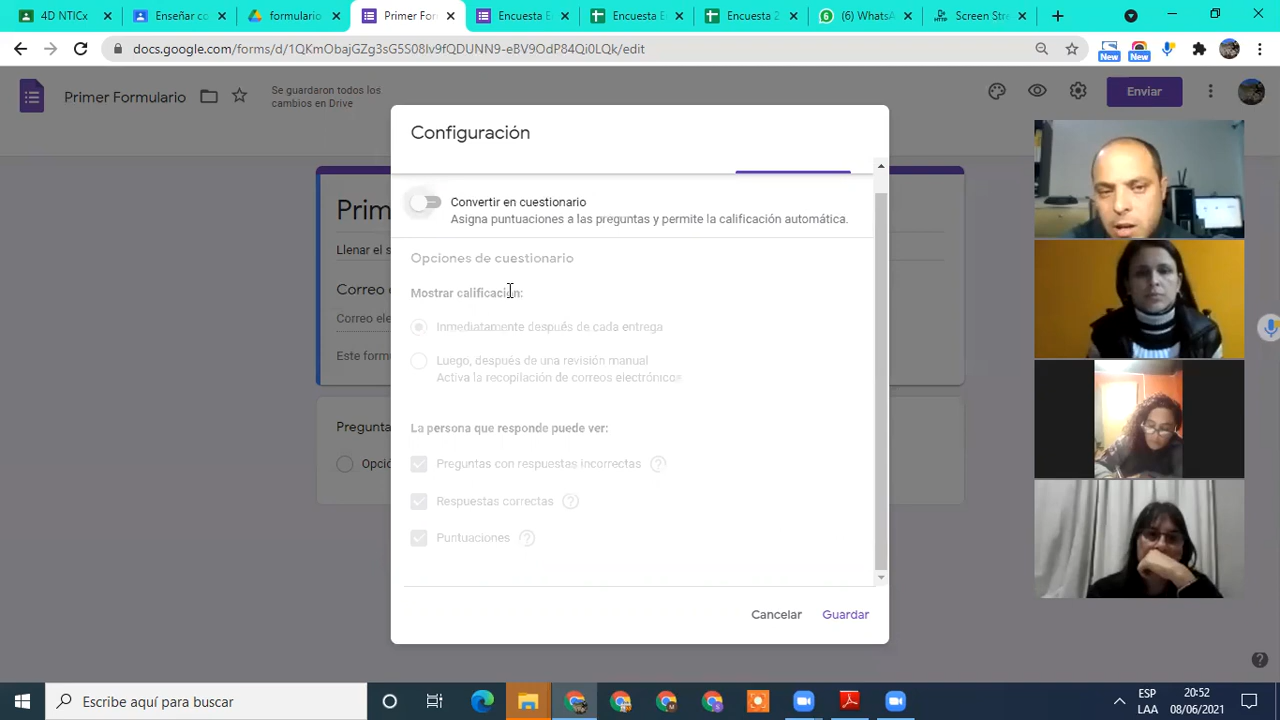 4D NTICx
Enseñar co
formulario
Primer For
Encuesta E
Encuesta E
Encuesta 2
(6) WhatsA
Screen Stre
docs.google.com/forms/d/1QKmObajGZg3sG5S08lv9fQDUNN9-eBV9OdP84Qi0LQk/edit
New
New
Primer Formulario
Se guardaron todos los
cambios en Drive
Enviar
Configuración
Convertir en cuestionario
Asigna puntuaciones a las preguntas y permite la calificación automática.
Opciones de cuestionario
Mostrar calificación:
Inmediatamente después de cada entrega
Luego, después de una revisión manual
Activa la recopilación de correos electrónicos
La persona que responde puede ver:
Preguntas con respuestas incorrectas
Respuestas correctas
Puntuaciones
Cancelar
Guardar
Prim
Llenar el s
Correo
Correo ele
Este form
Pregunta
Opció
Escribe aquí para buscar
ESP
LAA
20:52
08/06/2021